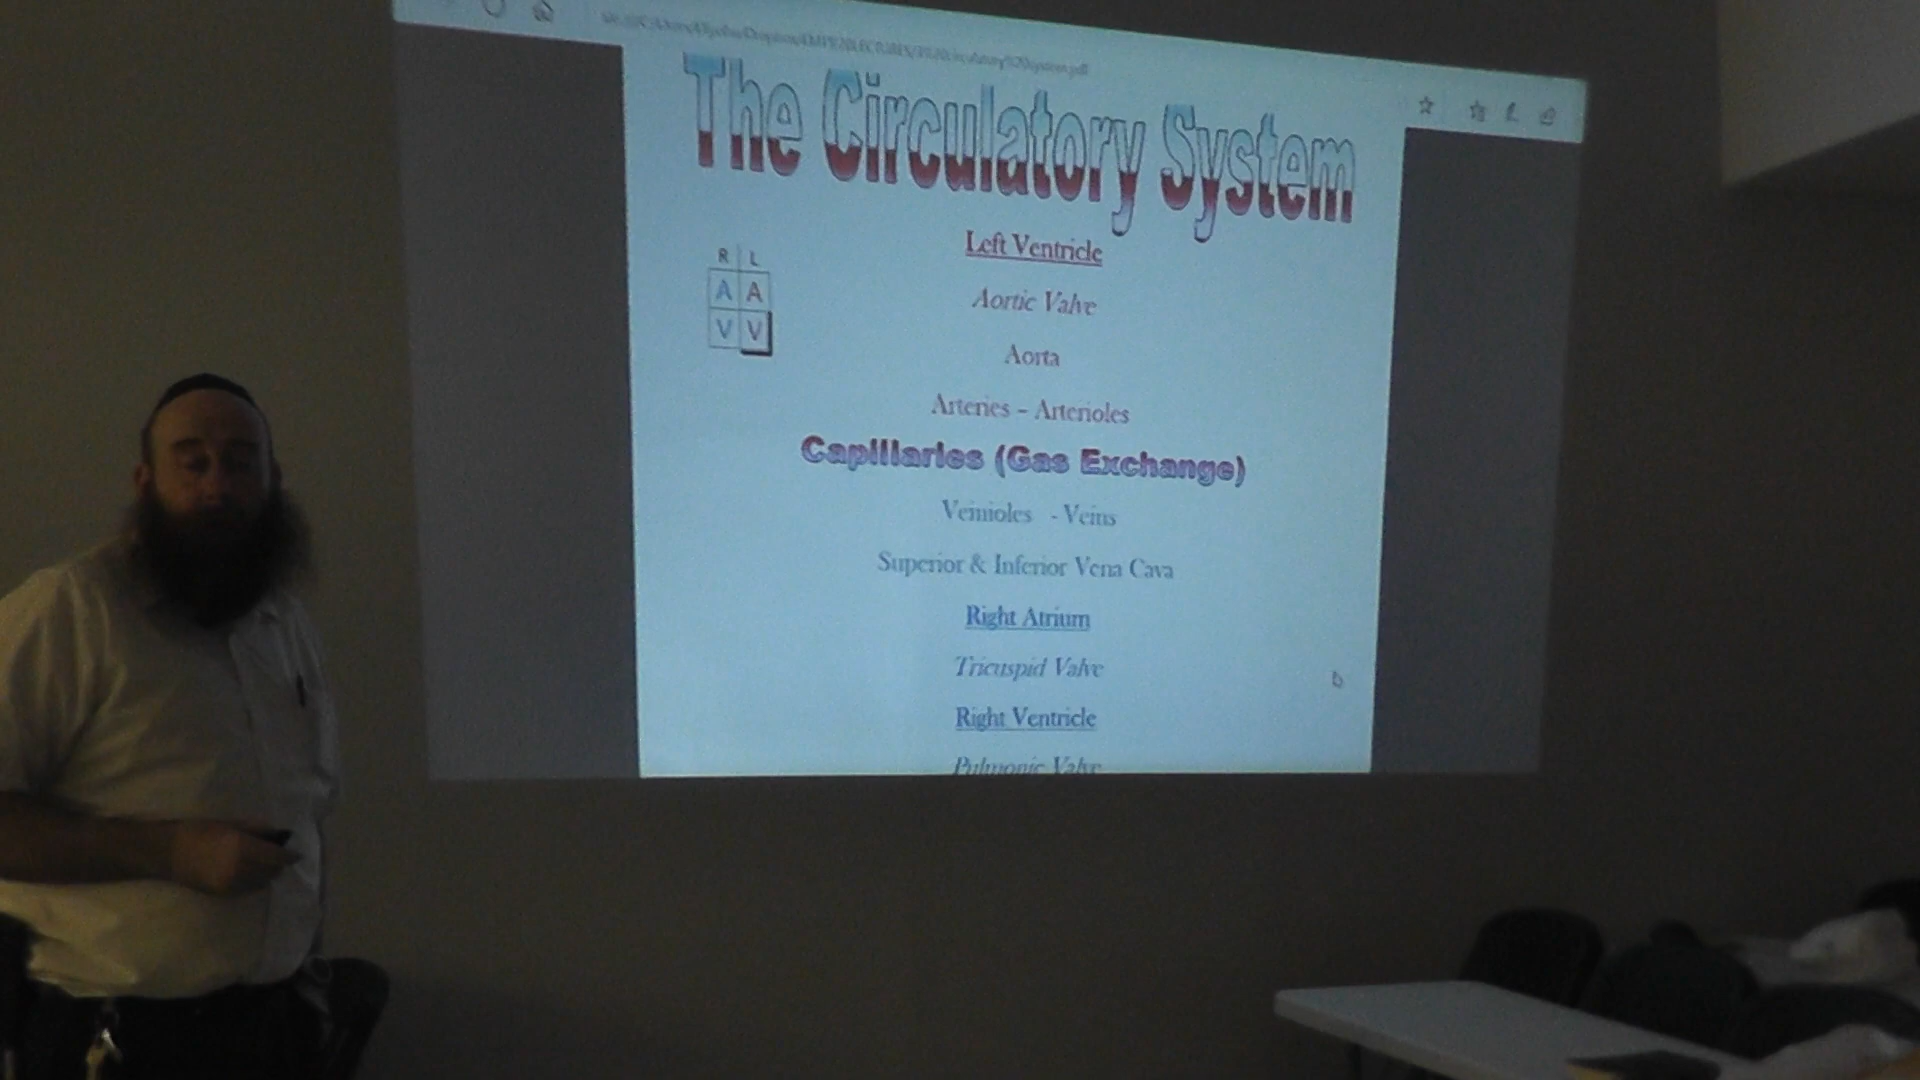 The Circulatory System
Left Ventricle
R L
A A
V V
Aortic Valve
Aorta
Arteries – Arterioles
Capillaries (Gas Exchange)
Veinioles - Veins
Superior & Inferior Vena Cava
Right Atrium
Tricuspid Valve
Right Ventricle
Pulmonic Valve